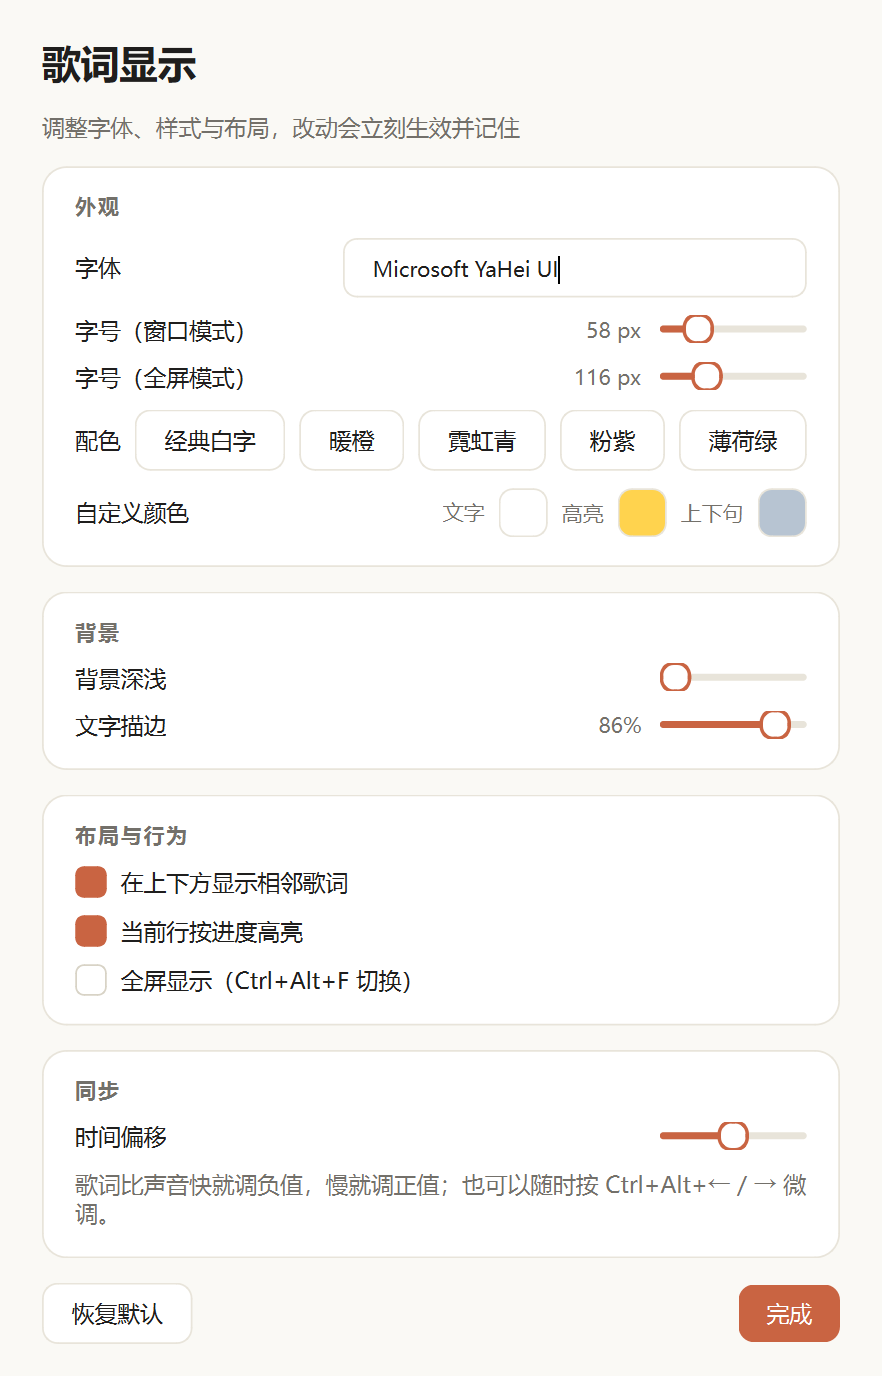 歌词显示
调整字体、样式与布局，改动会立刻生效并记住
外观
字体 Microsoft YaHei UI
字号（窗口模式） 58 px
字号（全屏模式） 116 px
配色 经典白字 暖橙 霓虹青 粉紫 薄荷绿
自定义颜色 文字 高亮 上下句
背景
背景深浅
文字描边 86%
布局与行为
在上下方显示相邻歌词
当前行按进度高亮
全屏显示（Ctrl+Alt+F 切换）
同步
时间偏移
歌词比声音快就调负值，慢就调正值；也可以随时按 Ctrl+Alt+← / → 微
调。
恢复默认 完成